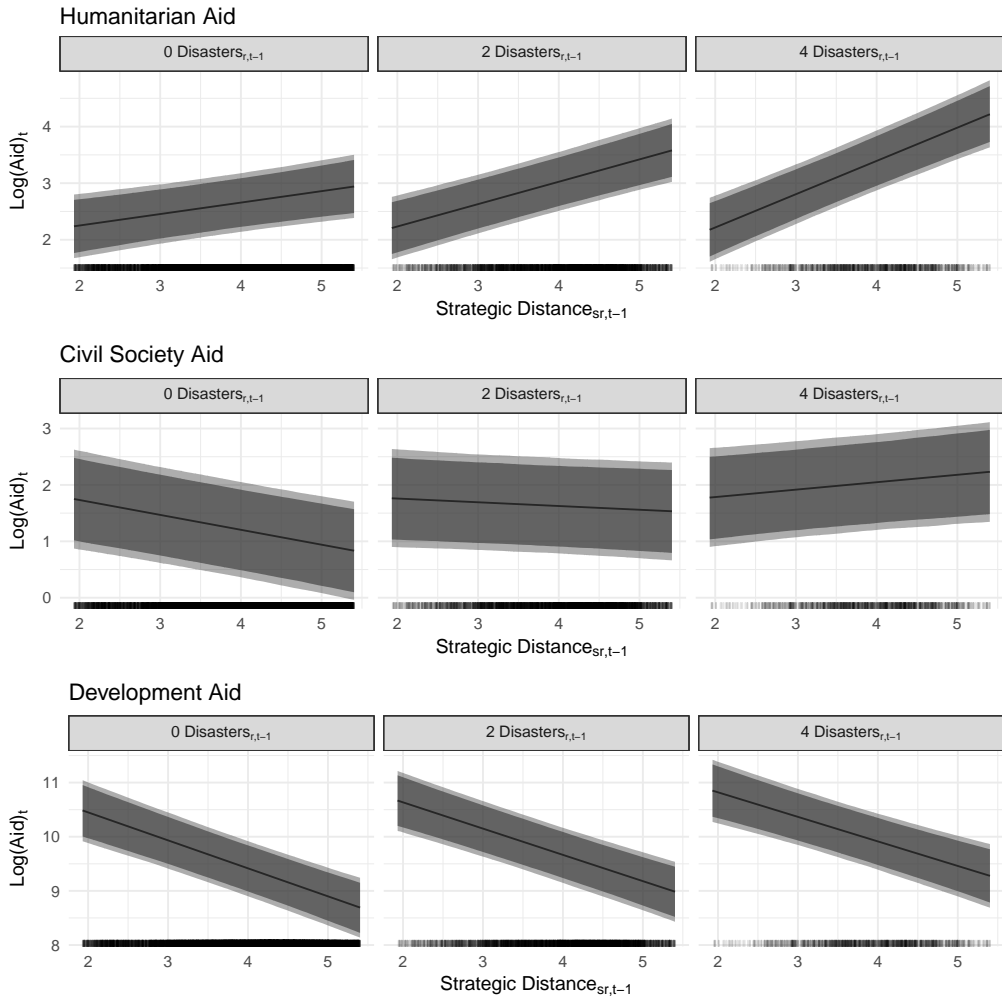 Humanitarian Aid
0 Disasters_r,t−1 2 Disasters_r,t−1 4 Disasters_r,t−1
4
3
2
Log(Aid)_t
2 3 4 5 2 3 4 5 2 3 4 5
Strategic Distance_sr,t−1
Civil Society Aid
0 Disasters_r,t−1 2 Disasters_r,t−1 4 Disasters_r,t−1
3
2
1
0
Log(Aid)_t
2 3 4 5 2 3 4 5 2 3 4 5
Strategic Distance_sr,t−1
Development Aid
0 Disasters_r,t−1 2 Disasters_r,t−1 4 Disasters_r,t−1
11
10
9
8
Log(Aid)_t
2 3 4 5 2 3 4 5 2 3 4 5
Strategic Distance_sr,t−1